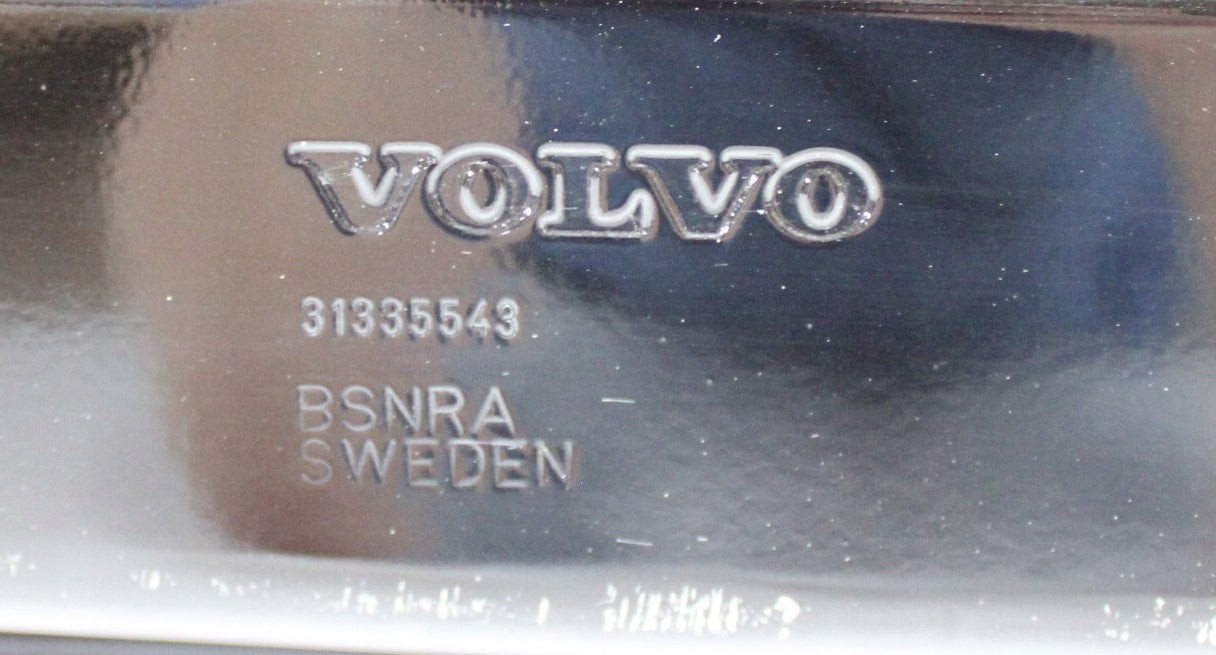 VOLVO
31335543
BSNRA
SWEDEN